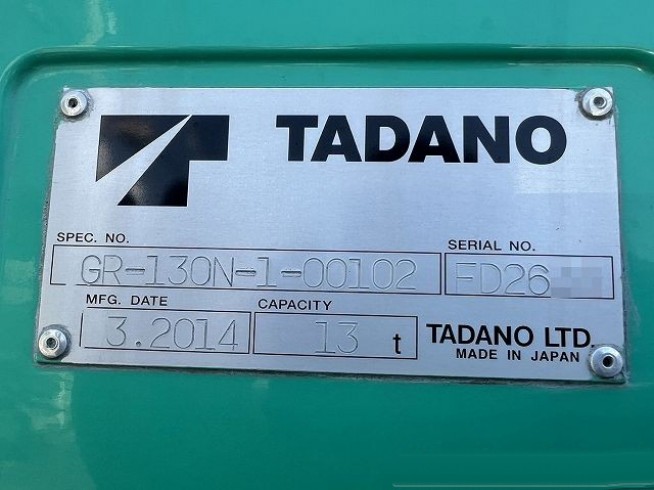 TADANO
SPEC. NO. SERIAL NO.
GR-130N-1-00102 FD26
MFG. DATE CAPACITY
3.2014 13 t TADANO LTD.
MADE IN JAPAN